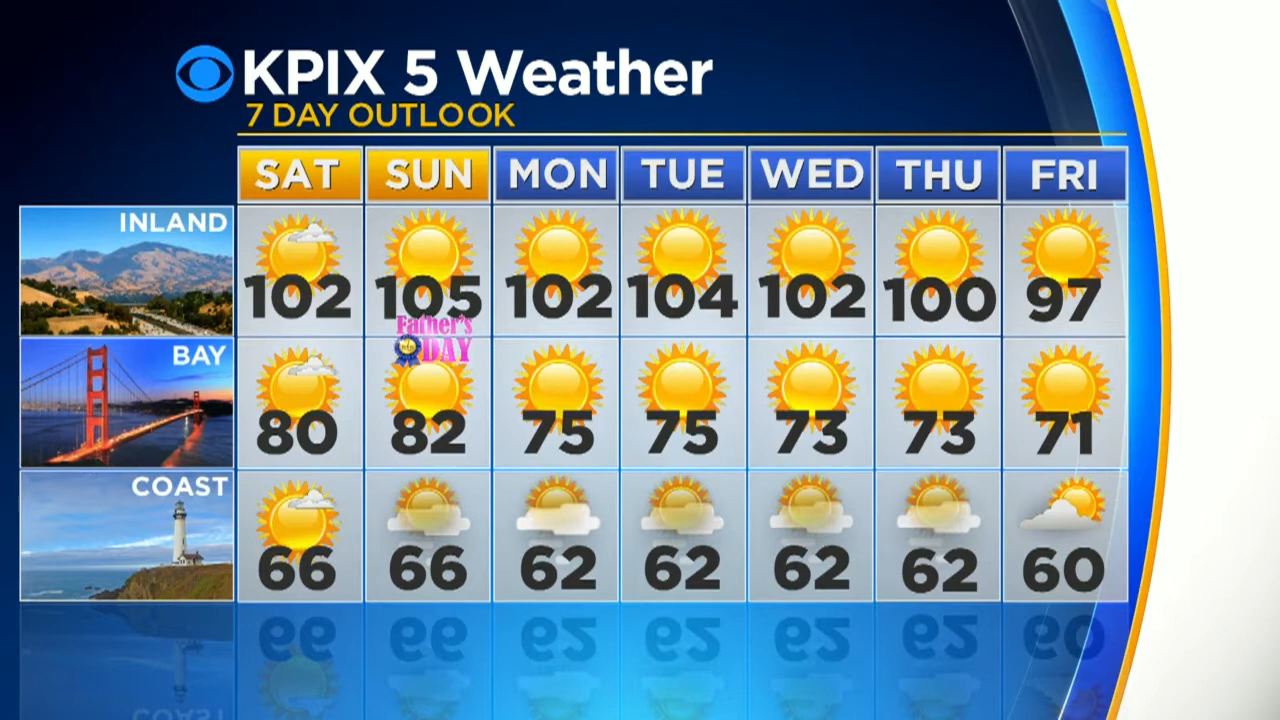 KPIX 5 Weather
7 DAY OUTLOOK
SAT SUN MON TUE WED THU FRI
INLAND
102 105 102 104 102 100 97
Father's
DAY
BAY
80 82 75 75 73 73 71
COAST
66 66 62 62 62 62 60